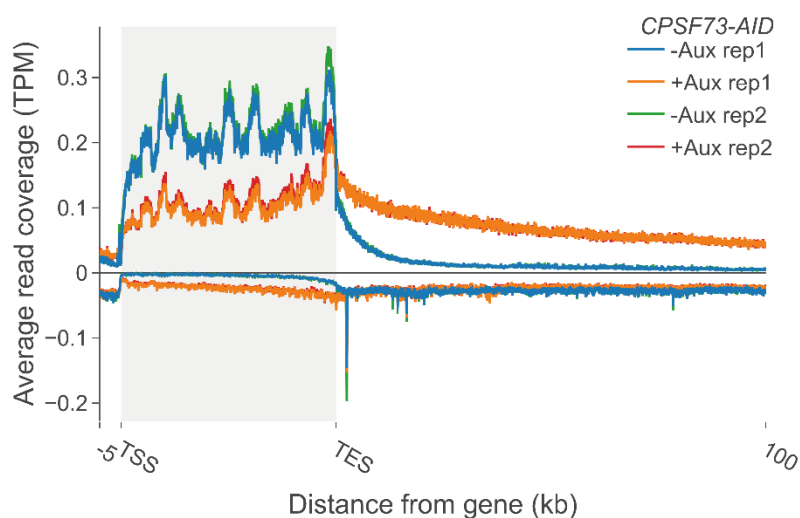 CPSF73-AID
-Aux rep1
+Aux rep1
-Aux rep2
+Aux rep2
Average read coverage (TPM)
0.3
0.2
0.1
0
−0.1
−0.2
-5
TSS
TES
100
Distance from gene (kb)